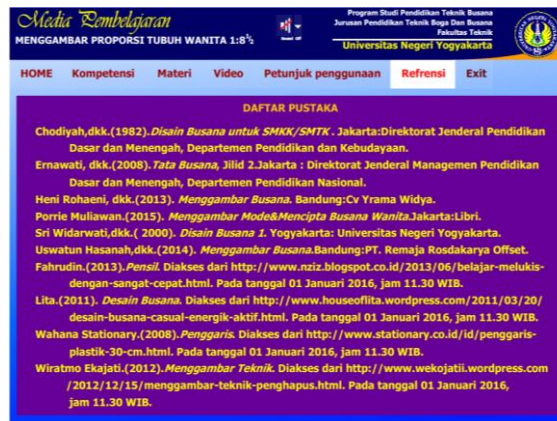 Media Pembelajaran
MENGGAMBAR PROPORSI TUBUH WANITA 1:8½
Program Studi Pendidikan Teknik Busana
Jurusan Pendidikan Teknik Boga Dan Busana
Fakultas Teknik
Universitas Negeri Yogyakarta
HOME Kompetensi Materi Video Petunjuk penggunaan Refrensi Exit
DAFTAR PUSTAKA
Chodiyah,dkk.(1982).Disain Busana untuk SMKK/SMTK . Jakarta:Direktorat Jenderal Pendidikan
Dasar dan Menengah, Departemen Pendidikan dan Kebudayaan.
Ernawati, dkk.(2008).Tata Busana, Jilid 2.Jakarta : Direktorat Jenderal Managemen Pendidikan
Dasar dan Menengah, Departemen Pendidikan Nasional.
Heni Rohaeni, dkk.(2013). Menggambar Busana. Bandung:Cv Yrama Widya.
Porrie Muliawan.(2015). Menggambar Mode&Mencipta Busana Wanita.Jakarta:Libri.
Sri Widarwati,dkk.( 2000). Disain Busana 1. Yogyakarta: Universitas Negeri Yogyakarta.
Uswatun Hasanah,dkk.(2014). Menggambar Busana.Bandung:PT. Remaja Rosdakarya Offset.
Fahrudin.(2013).Pensil. Diakses dari http://www.nziz.blogspot.co.id/2013/06/belajar-melukis-
dengan-sangat-cepat.html. Pada tanggal 01 Januari 2016, jam 11.30 WIB.
Lita.(2011). Desain Busana. Diakses dari http://www.houseoflita.wordpress.com/2011/03/20/
desain-busana-casual-energik-aktif.html. Pada tanggal 01 Januari 2016, jam 11.30 WIB.
Wahana Stationary.(2008).Penggaris. Diakses dari http://www.stationary.co.id/id/penggaris-
plastik-30-cm.html. Pada tanggal 01 Januari 2016, jam 11.30 WIB.
Wiratmo Ekajati.(2012).Menggambar Teknik. Diakses dari http://www.wekojatii.wordpress.com
/2012/12/15/menggambar-teknik-penghapus.html. Pada tanggal 01 Januari 2016,
jam 11.30 WIB.